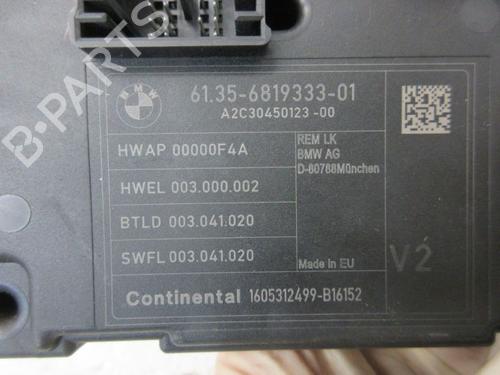 B-PARTS
BMW
61.35-6819333-01
A2C30450123 -00
HWAP 00000F4A
REM LK
BMW AG
D-80788München
HWEL 003.000.002
BTLD 003.041.020
SWFL 003.041.020
Made in EU
V2
Continental 1605312499-B16152